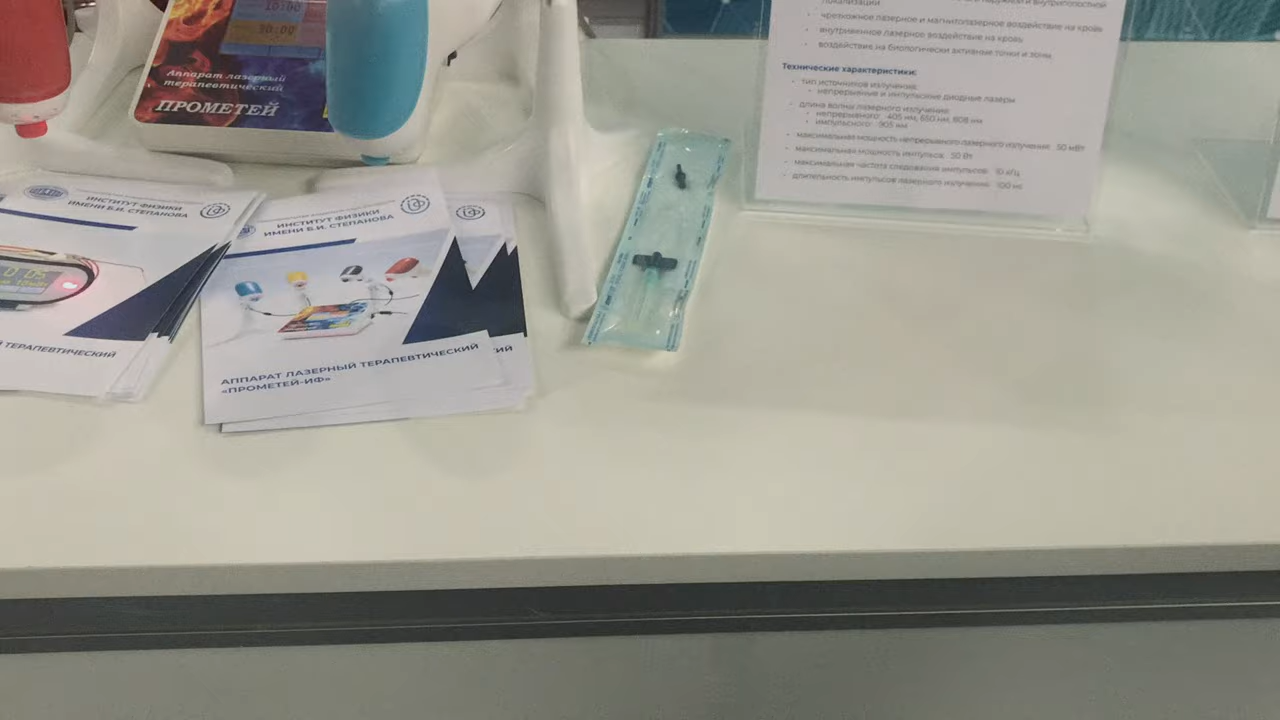 10:00
30:00
Аппарат лазерный
терапевтический
ПРОМЕТЕЙ
локализации
чрезкожное лазерное и магнитолазерное воздействие на кровь
внутривенное лазерное воздействие на кровь
воздействие на биологически активные точки и зоны
Технические характеристики:
тип источников излучения:
непрерывные и импульсные диодные лазеры
длина волны лазерного излучения:
непрерывного: 405 нм, 650 нм, 808 нм
импульсного: 905 нм
максимальная мощность непрерывного лазерного излучения: 50 мВт
максимальная мощность импульса: 50 Вт
максимальная частота следования импульсов: 10 кГц
длительность импульсов лазерного излучения: 100 нс
ИНСТИТУТ ФИЗИКИ
ИМЕНИ Б.И. СТЕПАНОВА
ТЕРАПЕВТИЧЕСКИЙ
ИНСТИТУТ ФИЗИКИ
ИМЕНИ Б.И. СТЕПАНОВА
АППАРАТ ЛАЗЕРНЫЙ ТЕРАПЕВТИЧЕСКИЙ
«ПРОМЕТЕЙ-ИФ»